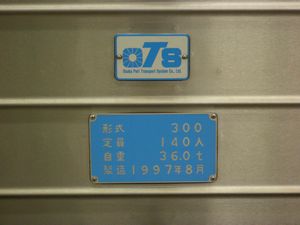 OTS
Osaka Port Transport System Co., Ltd.
形式 300
定員 140人
自重 36.0t
製造 1997年8月